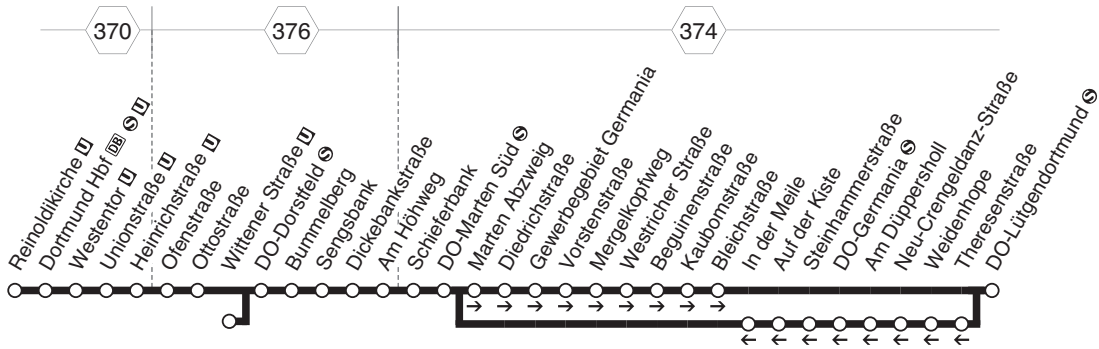 370
376
374
Reinoldikirche U
Dortmund Hbf DB S U
Westentor U
Unionstraße U
Heinrichstraße U
Ofenstraße
Ottostraße
Wittener Straße U
DO-Dorstfeld S
Bummelberg
Sengsbank
Dickebankstraße
Am Höhweg
Schieferbank
DO-Marten Süd S
Marten Abzweig
Diedrichstraße
Gewerbegebiet Germania
Vorstenstraße
Mergelkopfweg
Westricher Straße
Beguinenstraße
Kaubomstraße
Bleichstraße
In der Meile
Auf der Kiste
Steinhammerstraße
DO-Germania S
Am Düppersholl
Neu-Crengeldanz-Straße
Weidenhope
Theresenstraße
DO-Lütgendortmund S